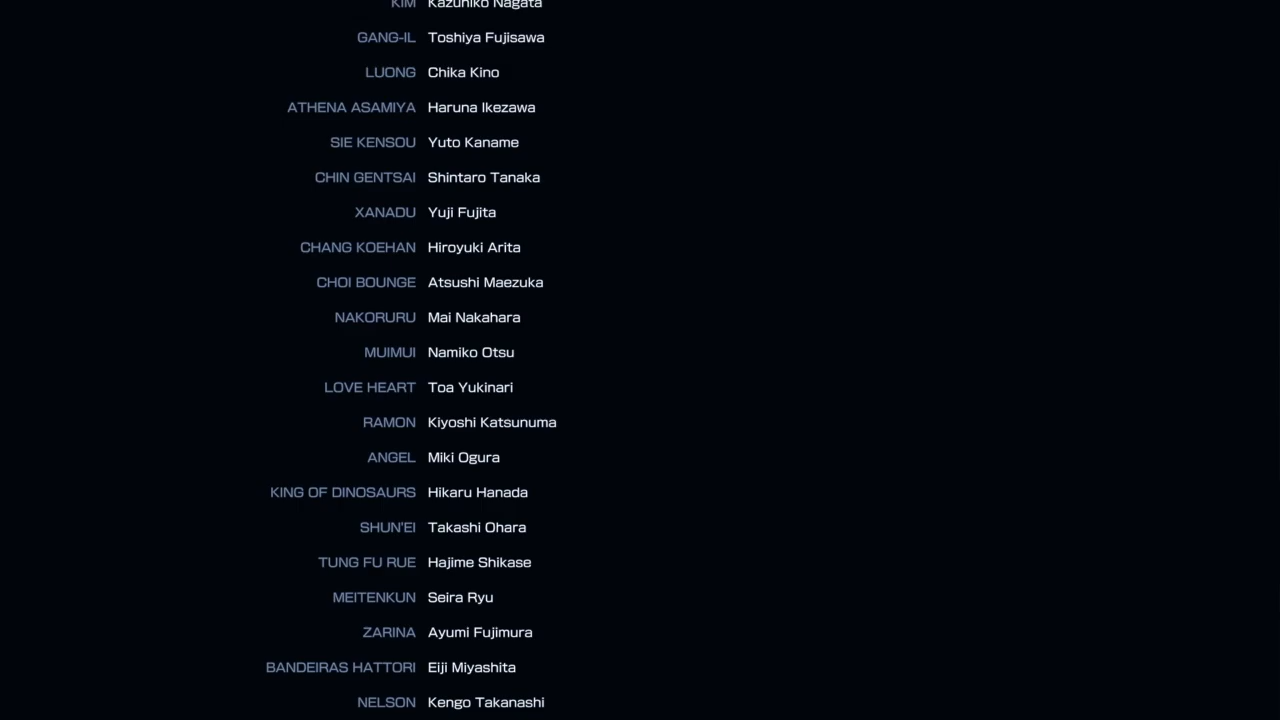 KIM Kazuhiko Nagata
GANG-IL Toshiya Fujisawa
LUONG Chika Kino
ATHENA ASAMIYA Haruna Ikezawa
SIE KENSOU Yuto Kaname
CHIN GENTSAI Shintaro Tanaka
XANADU Yuji Fujita
CHANG KOEHAN Hiroyuki Arita
CHOI BOUNGE Atsushi Maezuka
NAKORURU Mai Nakahara
MUIMUI Namiko Otsu
LOVE HEART Toa Yukinari
RAMON Kiyoshi Katsunuma
ANGEL Miki Ogura
KING OF DINOSAURS Hikaru Hanada
SHUN'EI Takashi Ohara
TUNG FU RUE Hajime Shikase
MEITENKUN Seira Ryu
ZARINA Ayumi Fujimura
BANDEIRAS HATTORI Eiji Miyashita
NELSON Kengo Takanashi